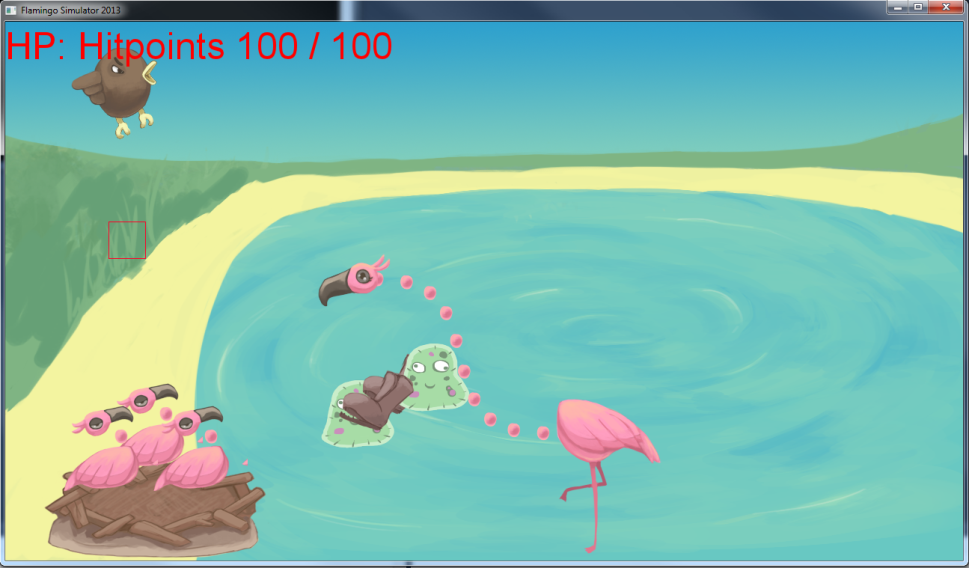 Flamingo Simulator 2013
HP: Hitpoints 100 / 100